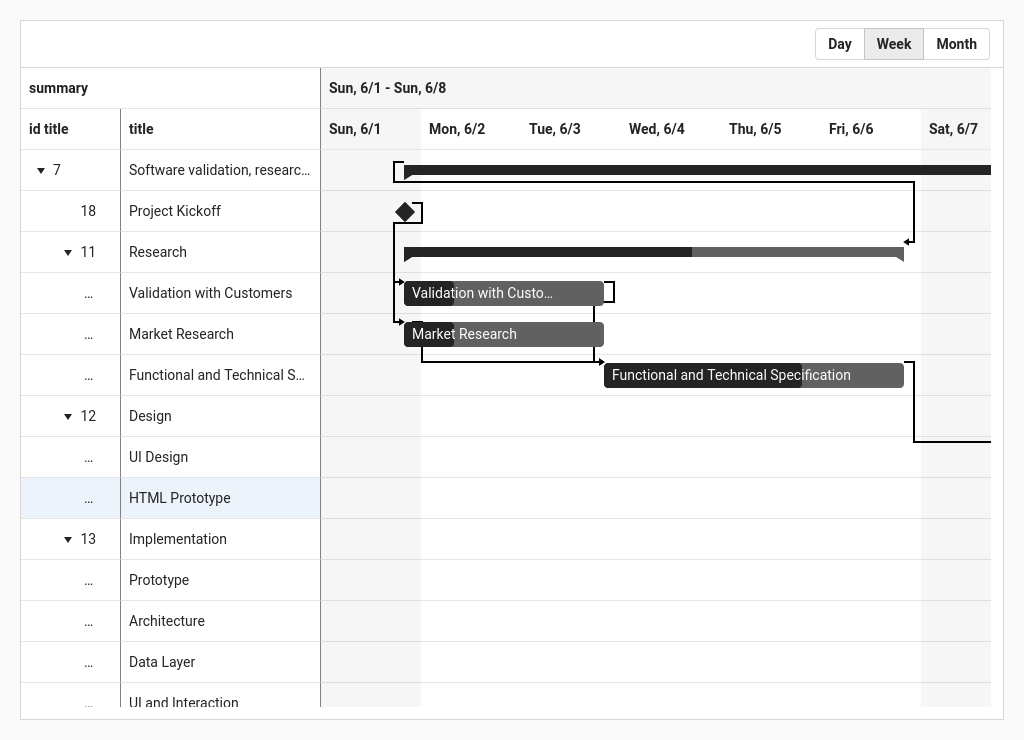 Day Week Month
summary Sun, 6/1 - Sun, 6/8
id title title Sun, 6/1 Mon, 6/2 Tue, 6/3 Wed, 6/4 Thu, 6/5 Fri, 6/6 Sat, 6/7
7 Software validation, researc...
18 Project Kickoff
11 Research
... Validation with Customers Validation with Custo...
... Market Research Market Research
... Functional and Technical S... Functional and Technical Specification
12 Design
... UI Design
... HTML Prototype
13 Implementation
... Prototype
... Architecture
... Data Layer
... UI and Interaction